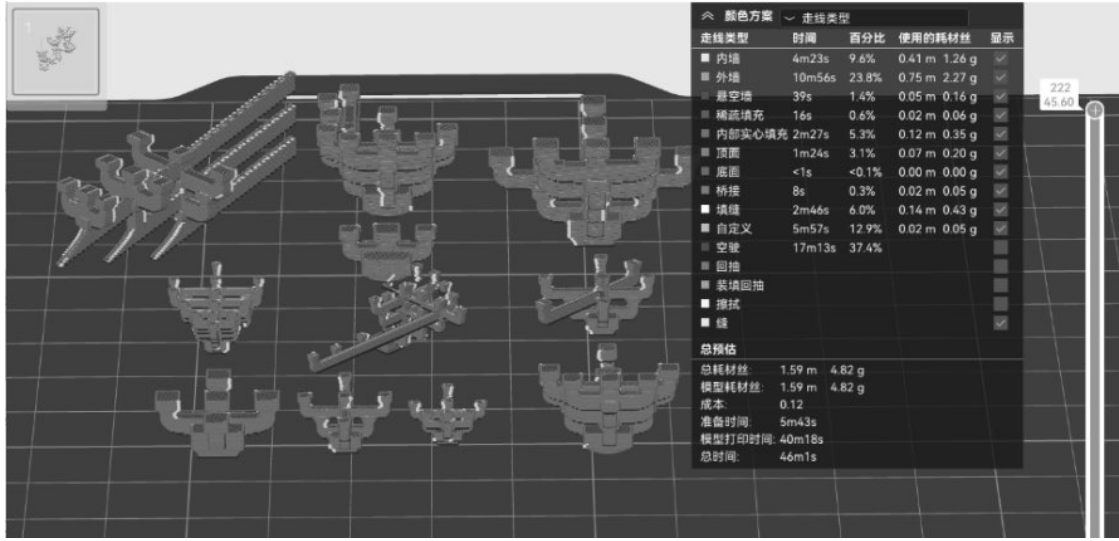 1
颜色方案 走线类型
走线类型 时间 百分比 使用的耗材丝 显示
内墙 4m23s 9.6% 0.41 m 1.26 g
外墙 10m56s 23.8% 0.75 m 2.27 g
悬空墙 39s 1.4% 0.05 m 0.16 g
稀疏填充 16s 0.6% 0.02 m 0.06 g
内部实心填充 2m27s 5.3% 0.12 m 0.35 g
顶面 1m24s 3.1% 0.07 m 0.20 g
底面 <1s <0.1% 0.00 m 0.00 g
桥接 8s 0.3% 0.02 m 0.05 g
填缝 2m46s 6.0% 0.14 m 0.43 g
自定义 5m57s 12.9% 0.02 m 0.05 g
空驶 17m13s 37.4%
回抽
装填回抽
擦拭
缝
总预估
总耗材丝: 1.59 m 4.82 g
模型耗材丝: 1.59 m 4.82 g
成本: 0.12
准备时间: 5m43s
模型打印时间: 40m18s
总时间: 46m1s
222
45.60